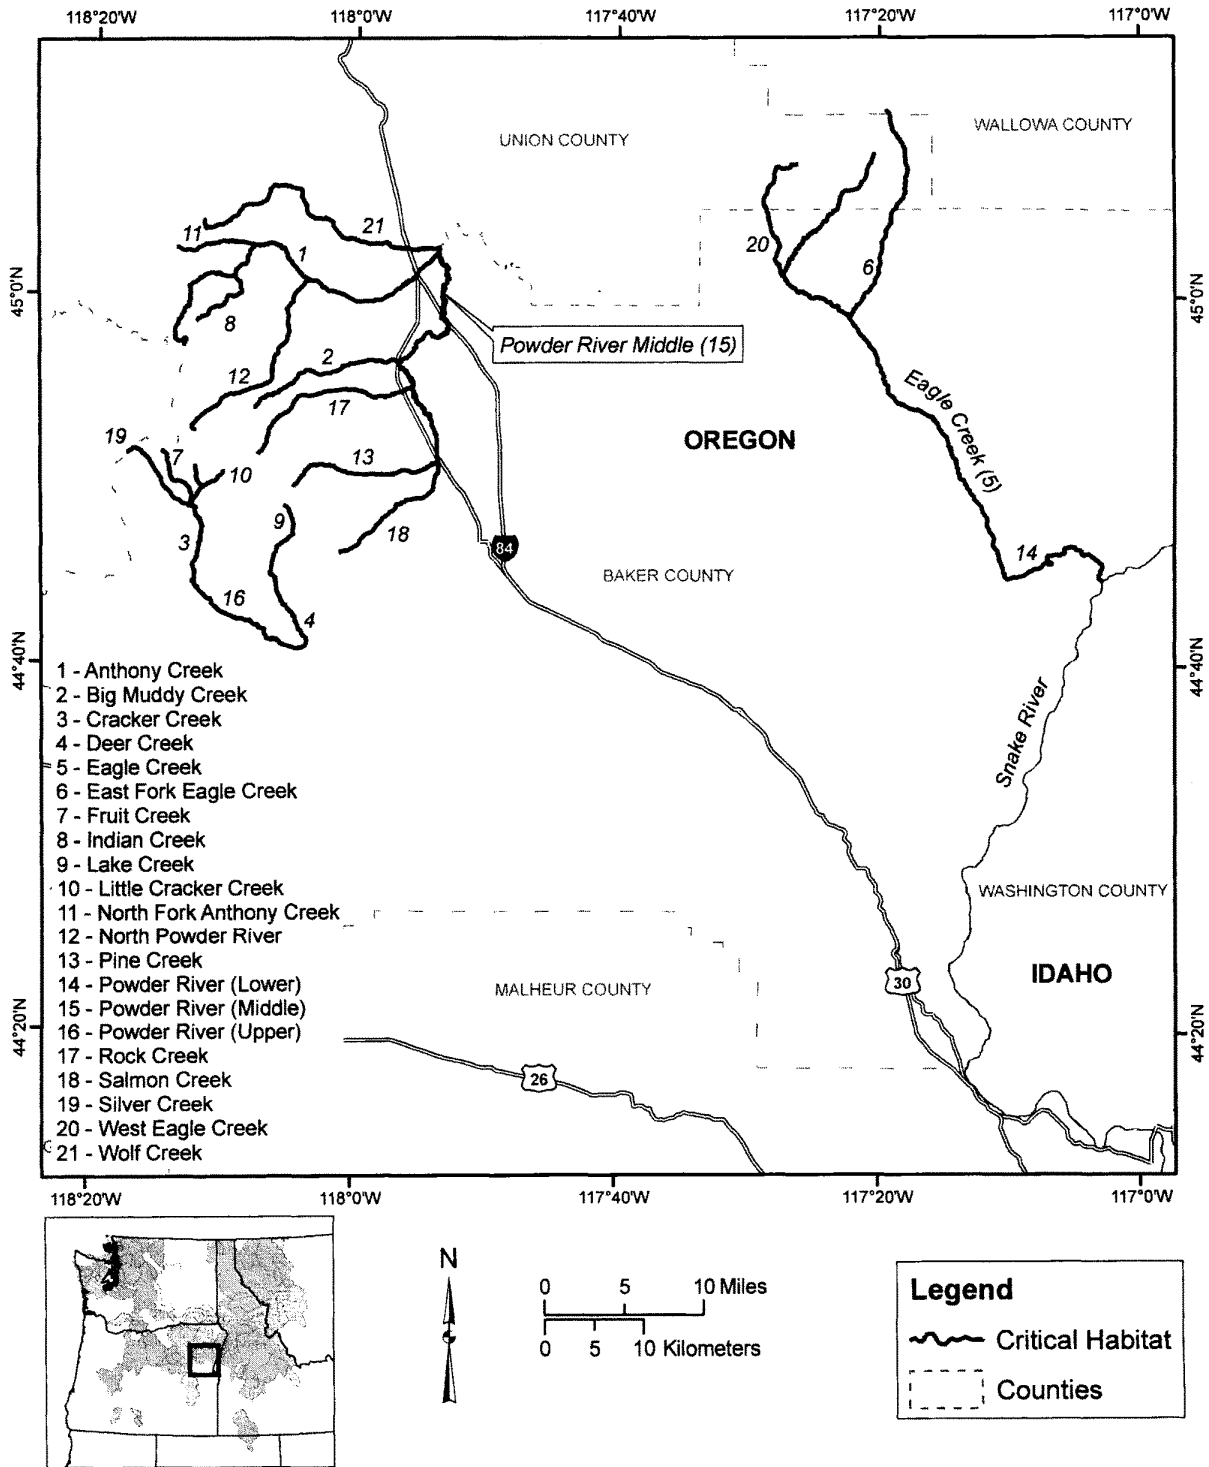 118°20'W 118°0'W 117°40'W 117°20'W 117°0'W
UNION COUNTY
WALLOWA COUNTY
11
21
1
20
6
45°0'N
45°0'N
8
Powder River Middle (15)
2
12
17
Eagle Creek (5)
19
7
10
13
OREGON
9
18
3
84
14
BAKER COUNTY
16
4
44°40'N
44°40'N
1 - Anthony Creek
2 - Big Muddy Creek
3 - Cracker Creek
4 - Deer Creek
5 - Eagle Creek
6 - East Fork Eagle Creek
7 - Fruit Creek
8 - Indian Creek
9 - Lake Creek
10 - Little Cracker Creek
11 - North Fork Anthony Creek
12 - North Powder River
13 - Pine Creek
14 - Powder River (Lower)
15 - Powder River (Middle)
16 - Powder River (Upper)
17 - Rock Creek
18 - Salmon Creek
19 - Silver Creek
20 - West Eagle Creek
21 - Wolf Creek
Snake River
WASHINGTON COUNTY
IDAHO
30
MALHEUR COUNTY
44°20'N
44°20'N
26
118°20'W 118°0'W 117°40'W 117°20'W 117°0'W
N
0 5 10 Miles
0 5 10 Kilometers
Legend
Critical Habitat
Counties